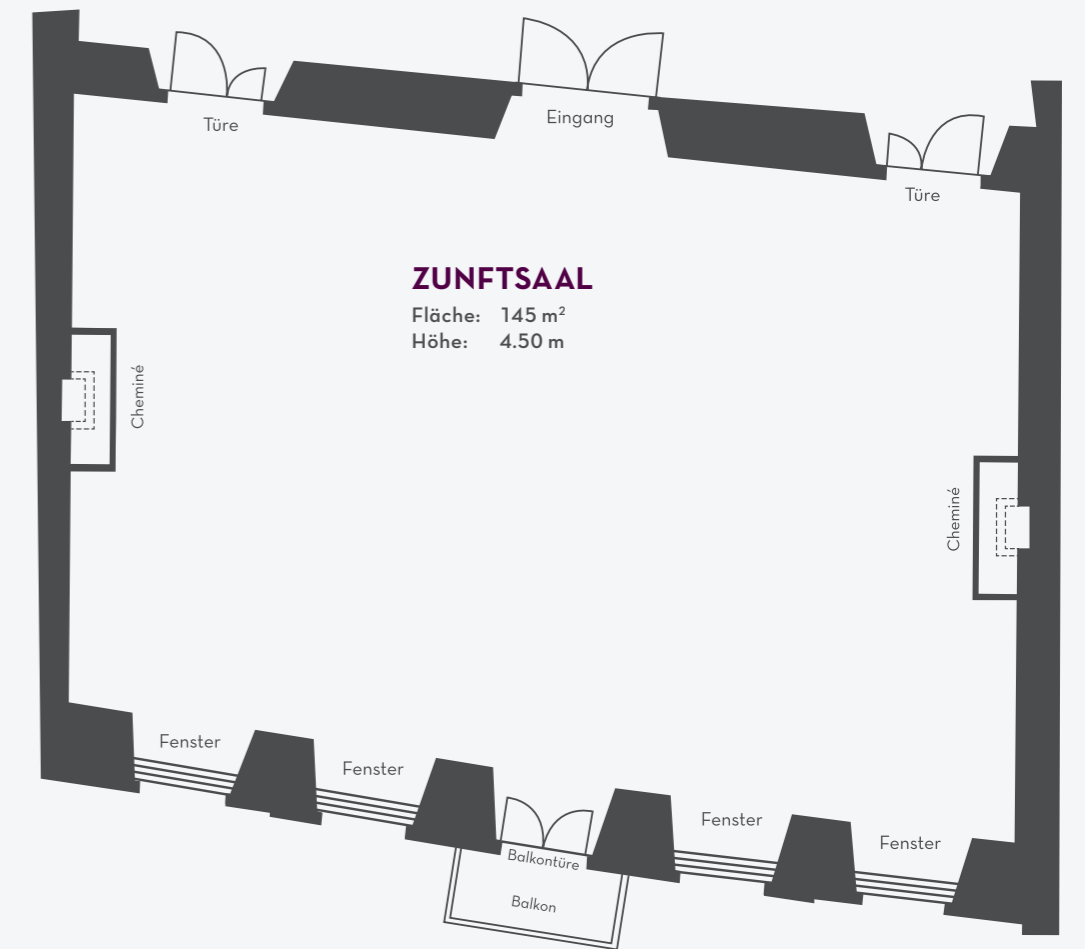 Eingang
Türe
Türe
ZUNFTSAAL
Fläche: 145 m²
Höhe: 4.50 m
Cheminé
Cheminé
Fenster
Fenster
Fenster
Fenster
Balkontüre
Balkon